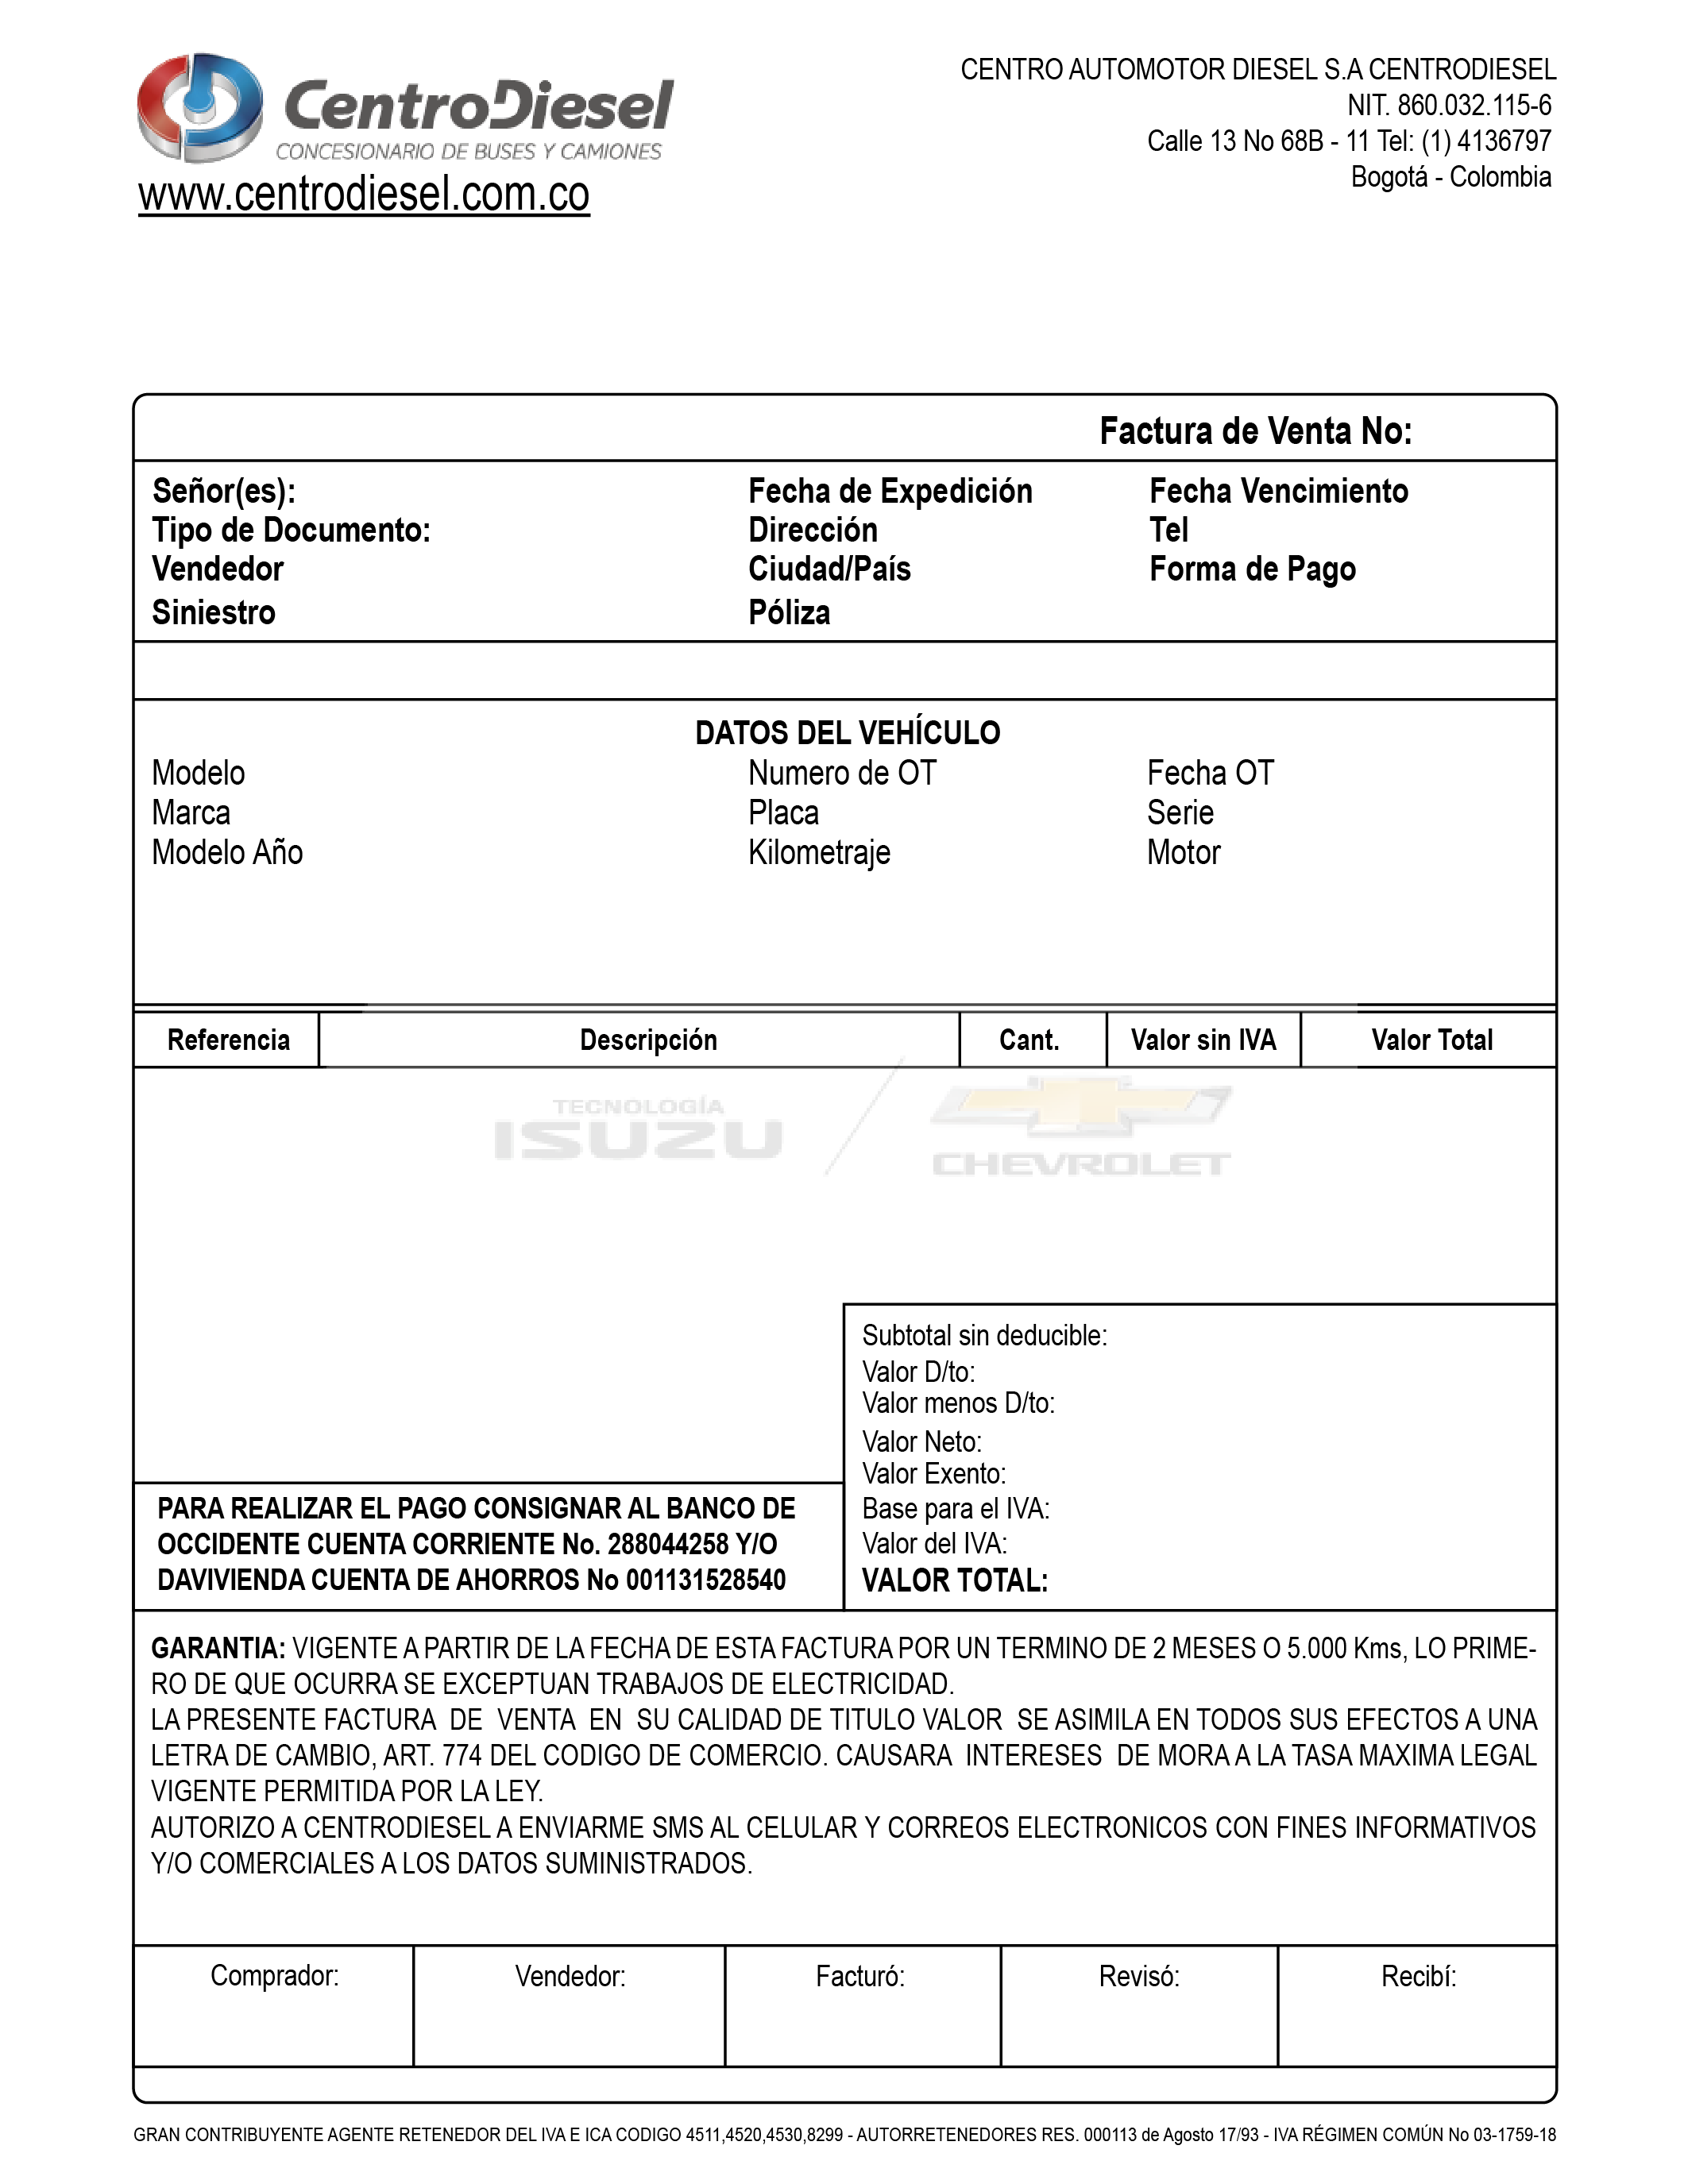 CentroDiesel
CONCESIONARIO DE BUSES Y CAMIONES
www.centrodiesel.com.co
CENTRO AUTOMOTOR DIESEL S.A CENTRODIESEL
NIT. 860.032.115-6
Calle 13 No 68B - 11 Tel: (1) 4136797
Bogotá - Colombia
Factura de Venta No:
Señor(es): Fecha de Expedición Fecha Vencimiento
Tipo de Documento: Dirección Tel
Vendedor Ciudad/País Forma de Pago
Siniestro Póliza
DATOS DEL VEHÍCULO
Modelo Numero de OT Fecha OT
Marca Placa Serie
Modelo Año Kilometraje Motor
Referencia Descripción Cant. Valor sin IVA Valor Total
TECNOLOGÍA
ISUZU
CHEVROLET
Subtotal sin deducible:
Valor D/to:
Valor menos D/to:
Valor Neto:
Valor Exento:
Base para el IVA:
Valor del IVA:
VALOR TOTAL:
PARA REALIZAR EL PAGO CONSIGNAR AL BANCO DE
OCCIDENTE CUENTA CORRIENTE No. 288044258 Y/O
DAVIVIENDA CUENTA DE AHORROS No 001131528540
GARANTIA: VIGENTE A PARTIR DE LA FECHA DE ESTA FACTURA POR UN TERMINO DE 2 MESES O 5.000 Kms, LO PRIME-
RO DE QUE OCURRA SE EXCEPTUAN TRABAJOS DE ELECTRICIDAD.
LA PRESENTE FACTURA DE VENTA EN SU CALIDAD DE TITULO VALOR SE ASIMILA EN TODOS SUS EFECTOS A UNA
LETRA DE CAMBIO, ART. 774 DEL CODIGO DE COMERCIO. CAUSARA INTERESES DE MORA A LA TASA MAXIMA LEGAL
VIGENTE PERMITIDA POR LA LEY.
AUTORIZO A CENTRODIESEL A ENVIARME SMS AL CELULAR Y CORREOS ELECTRONICOS CON FINES INFORMATIVOS
Y/O COMERCIALES A LOS DATOS SUMINISTRADOS.
Comprador: Vendedor: Facturó: Revisó: Recibí:
GRAN CONTRIBUYENTE AGENTE RETENEDOR DEL IVA E ICA CODIGO 4511,4520,4530,8299 - AUTORRETENEDORES RES. 000113 de Agosto 17/93 - IVA RÉGIMEN COMÚN No 03-1759-18